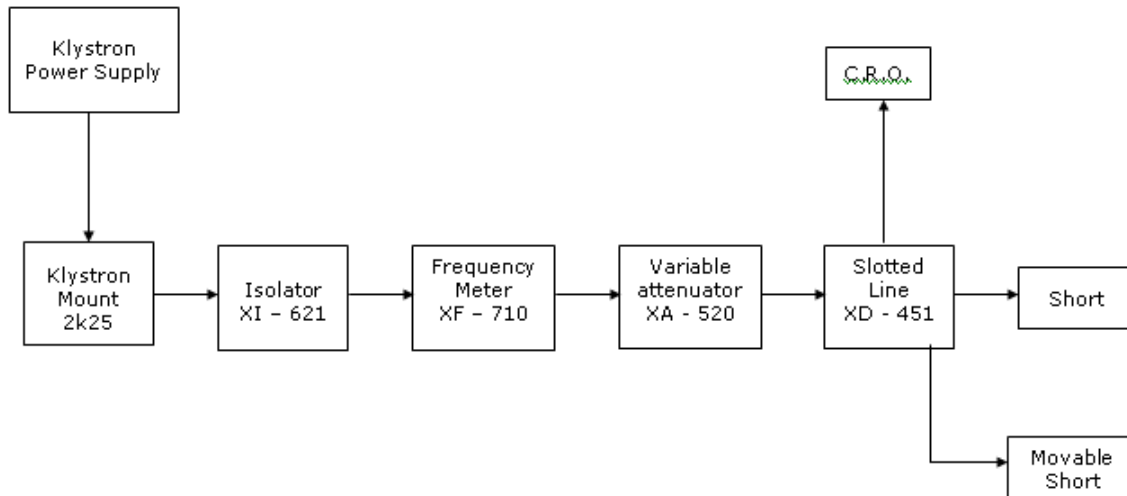 Klystron
Power Supply
C.R.O.
Klystron
Mount
2k25
Isolator
XI – 621
Frequency
Meter
XF – 710
Variable
attenuator
XA - 520
Slotted
Line
XD - 451
Short
Movable
Short